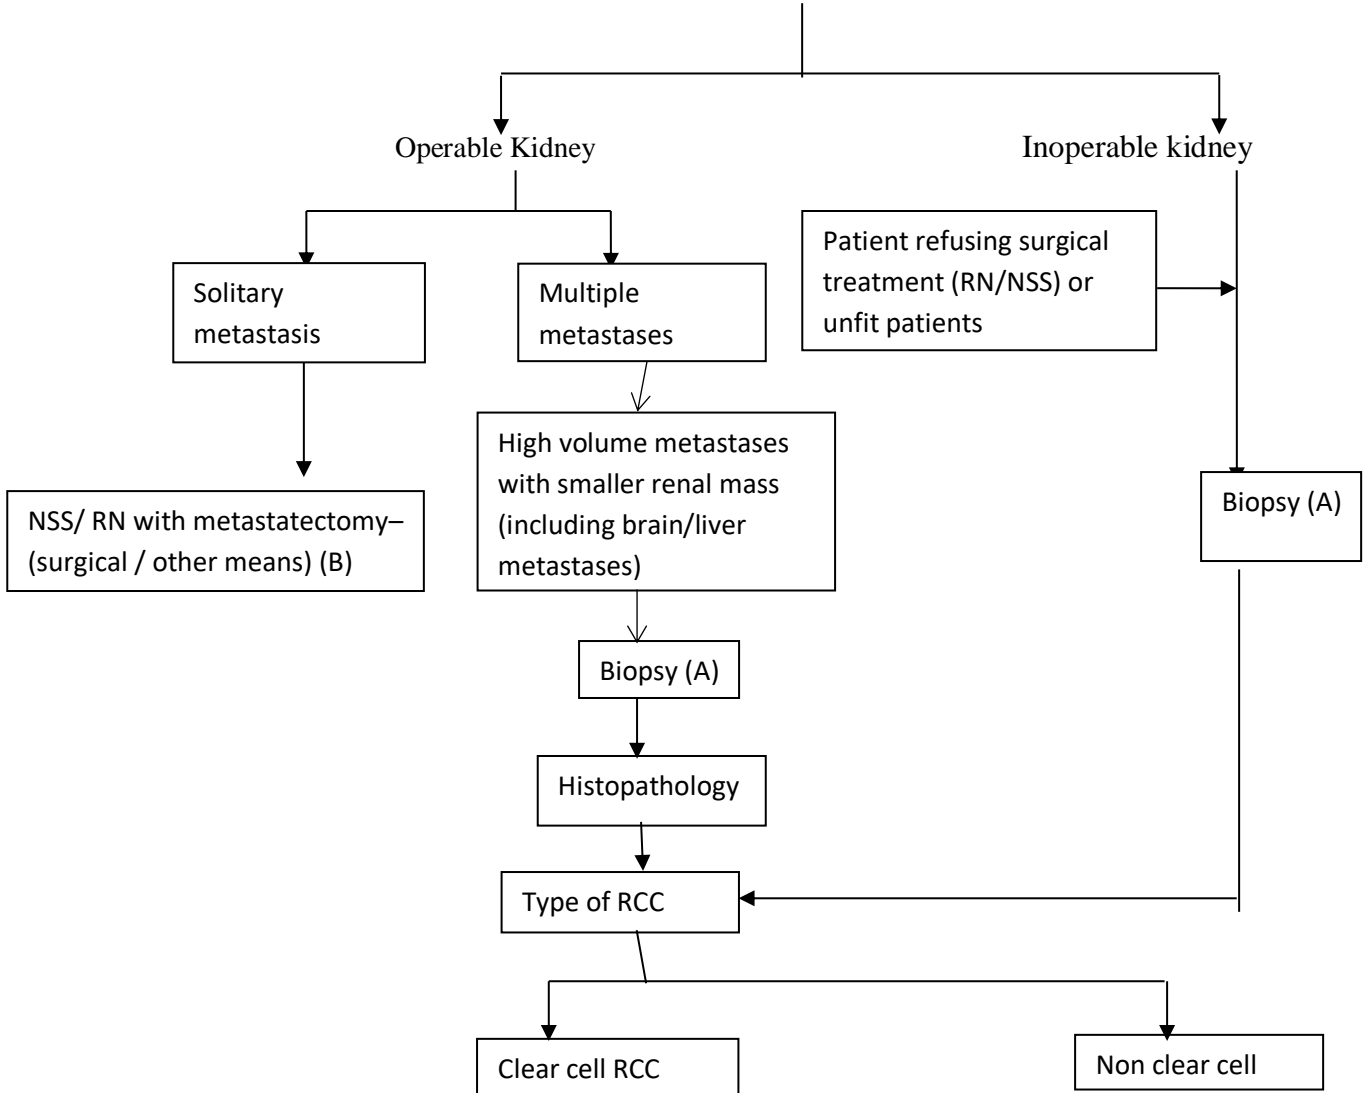 Operable Kidney
Inoperable kidney
Solitary
metastasis
Multiple
metastases
Patient refusing surgical
treatment (RN/NSS) or
unfit patients
NSS/ RN with metastatectomy–
(surgical / other means) (B)
High volume metastases
with smaller renal mass
(including brain/liver
metastases)
Biopsy (A)
Biopsy (A)
Histopathology
Type of RCC
Clear cell RCC
Non clear cell